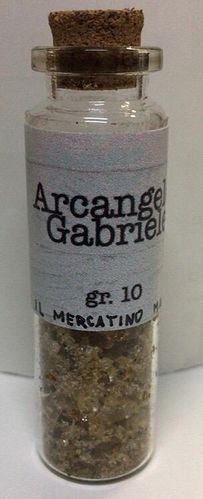 Arcangel
Gabriele
gr. 10
IL MERCATINO MA